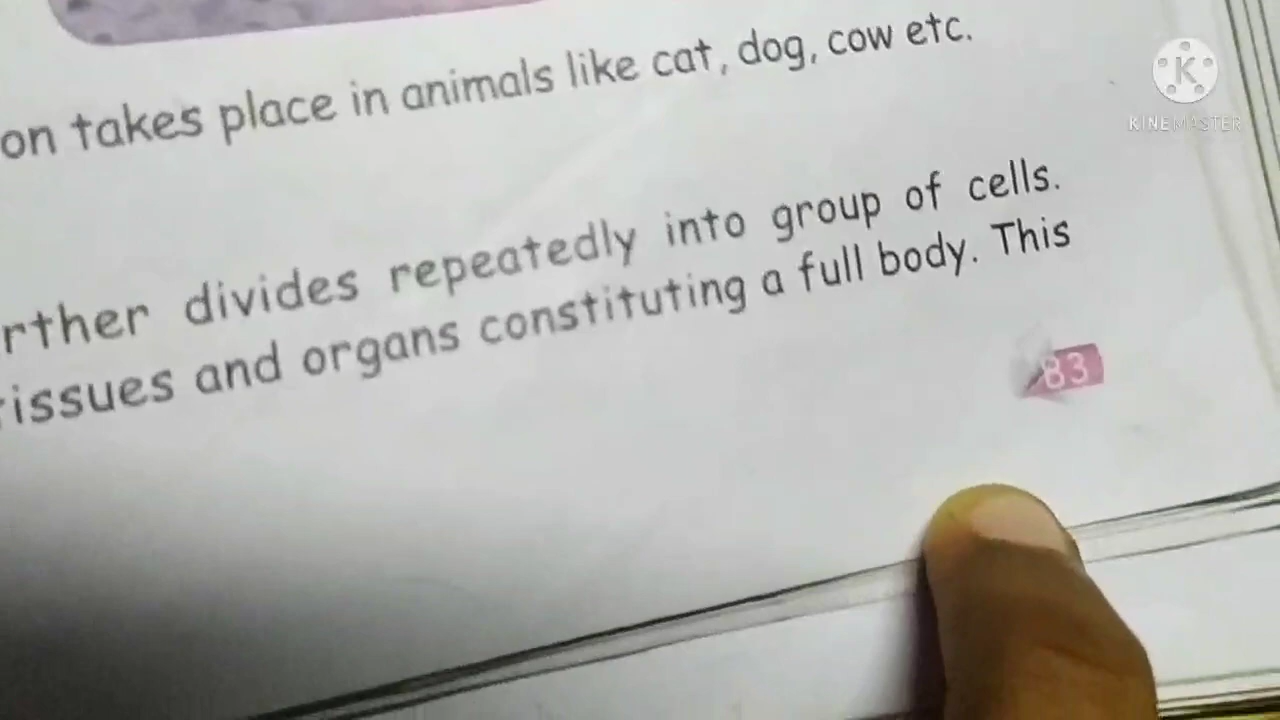 on takes place in animals like cat, dog, cow etc.
KINEMASTER
rther divides repeatedly into group of cells.
issues and organs constituting a full body. This
83